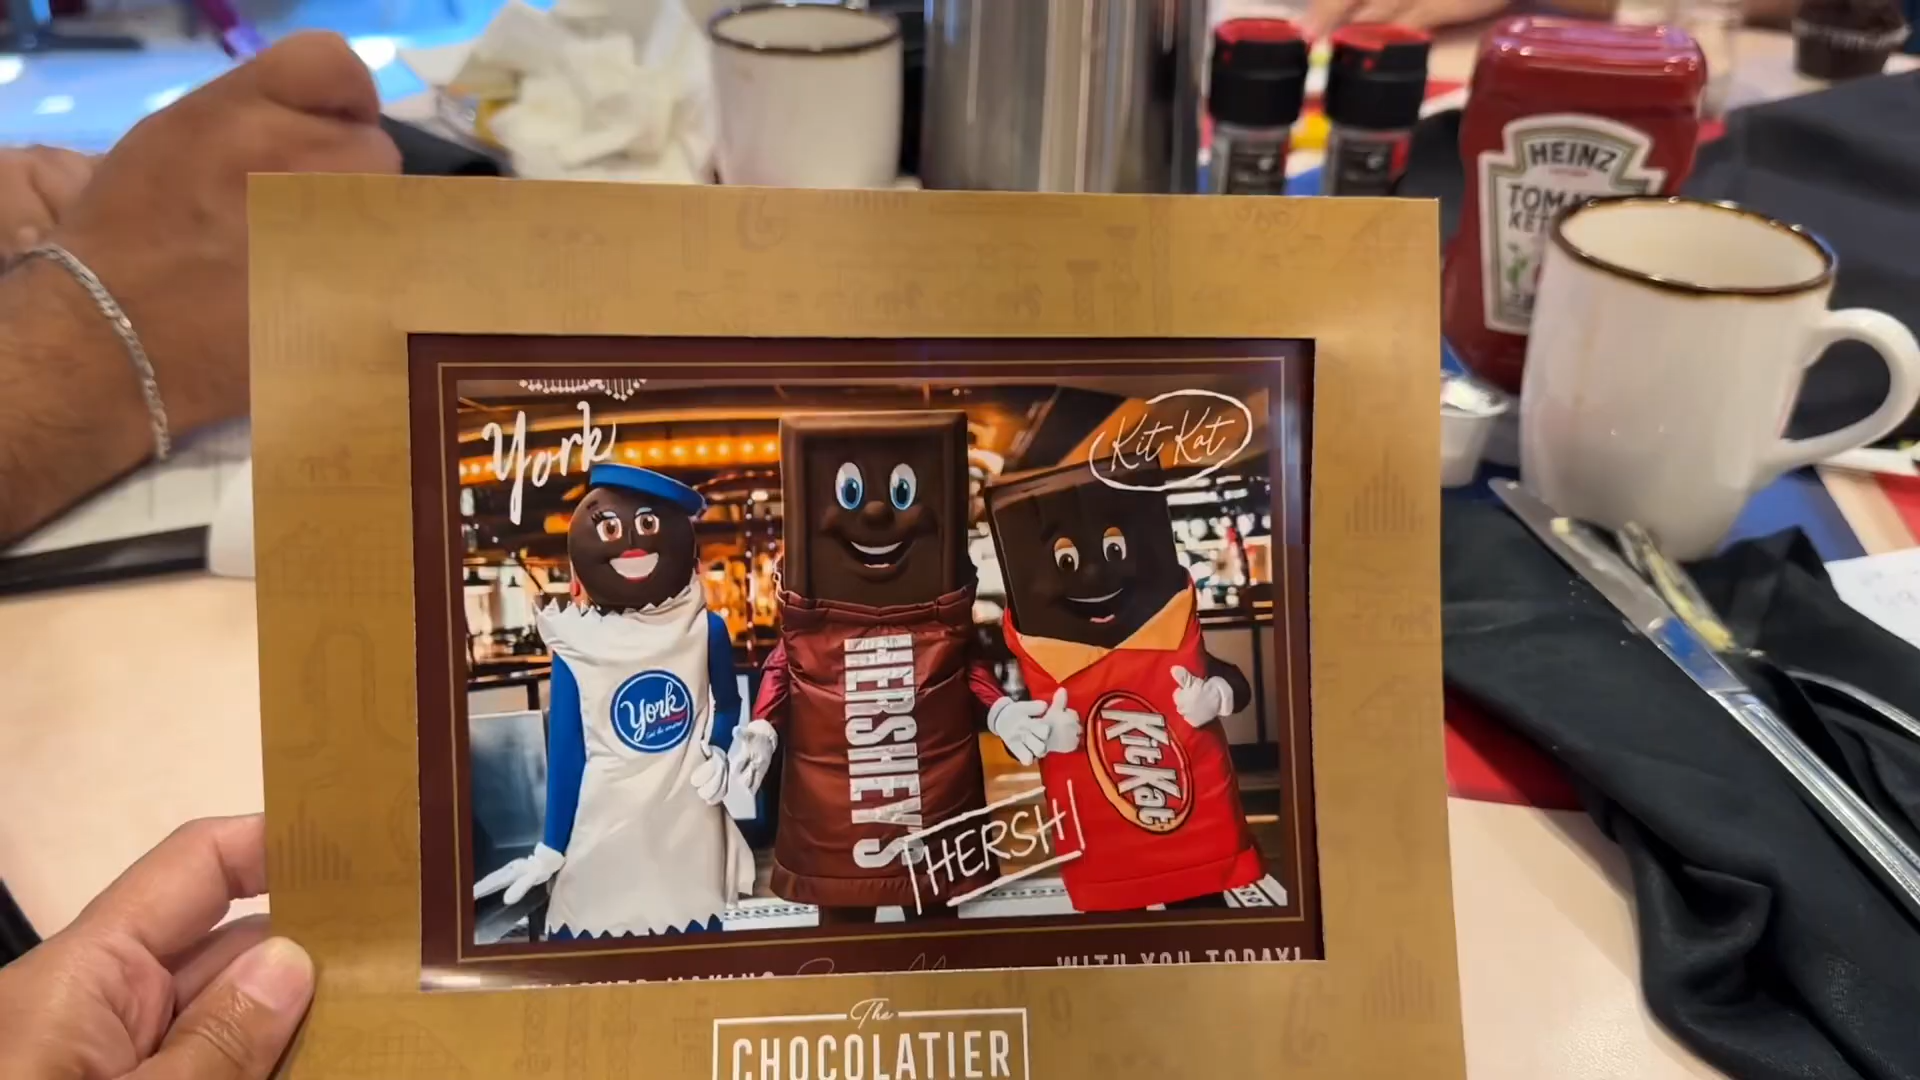 HEINZ
TOMA
KET
York
Kit Kat
York
HERSHEY'S
KitKat
HERSH
WITH YOU TODAY!
The
CHOCOLATIER